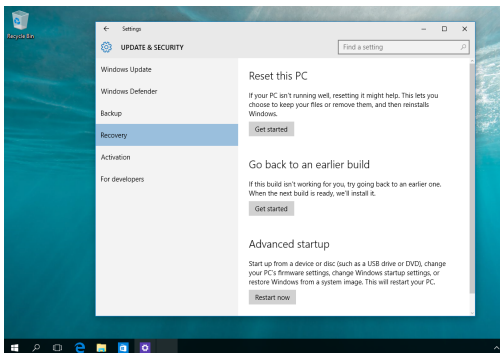 Recycle Bin
Settings
UPDATE & SECURITY
Find a setting
Windows Update
Windows Defender
Backup
Recovery
Activation
For developers
Reset this PC
If your PC isn't running well, resetting it might help. This lets you
choose to keep your files or remove them, and then reinstalls
Windows.
Get started
Go back to an earlier build
If this build isn't working for you, try going back to an earlier one.
When the next build is ready, we'll install it.
Get started
Advanced startup
Start up from a device or disc (such as a USB drive or DVD), change
your PC's firmware settings, change Windows startup settings, or
restore Windows from a system image. This will restart your PC.
Restart now